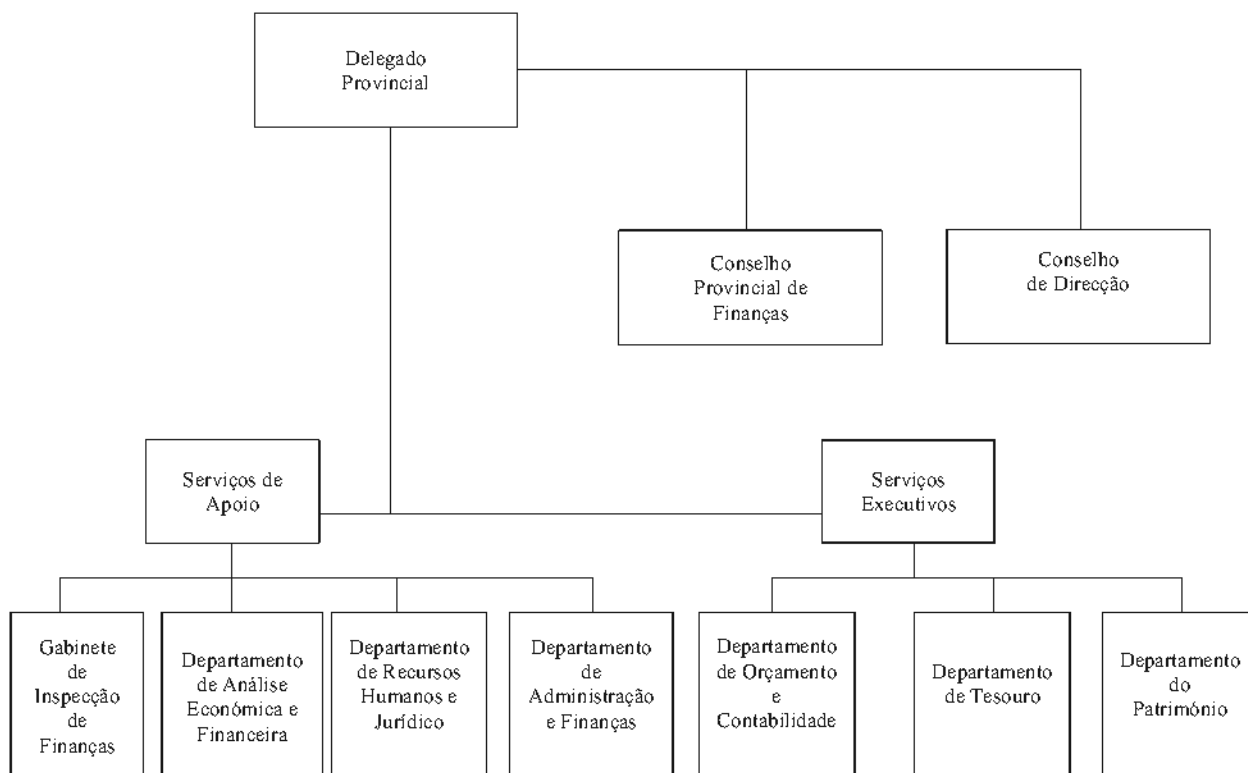 Delegado
Provincial
Conselho
Provincial de
Finanças
Conselho
de Direcção
Serviços de
Apoio
Serviços
Executivos
Gabinete
de
Inspecção
de
Finanças
Departamento
de Análise
Económica e
Financeira
Departamento
de Recursos
Humanos e
Jurídico
Departamento
de
Administração
e Finanças
Departamento
de Orçamento
e
Contabilidade
Departamento
de Tesouro
Departamento
do
Património